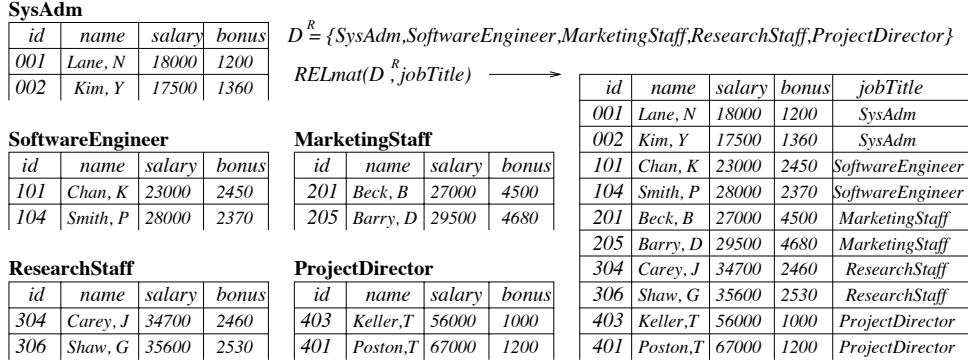 SysAdm
id name salary bonus
001 Lane, N 18000 1200
002 Kim, Y 17500 1360
D R = {SysAdm,SoftwareEngineer,MarketingStaff,ResearchStaff,ProjectDirector}
RELmat(D R ,jobTitle)
SoftwareEngineer
id name salary bonus
101 Chan, K 23000 2450
104 Smith, P 28000 2370
MarketingStaff
id name salary bonus
201 Beck, B 27000 4500
205 Barry, D 29500 4680
ResearchStaff
id name salary bonus
304 Carey, J 34700 2460
306 Shaw, G 35600 2530
ProjectDirector
id name salary bonus
403 Keller,T 56000 1000
401 Poston,T 67000 1200
id name salary bonus jobTitle
001 Lane, N 18000 1200 SysAdm
002 Kim, Y 17500 1360 SysAdm
101 Chan, K 23000 2450 SoftwareEngineer
104 Smith, P 28000 2370 SoftwareEngineer
201 Beck, B 27000 4500 MarketingStaff
205 Barry, D 29500 4680 MarketingStaff
304 Carey, J 34700 2460 ResearchStaff
306 Shaw, G 35600 2530 ResearchStaff
403 Keller,T 56000 1000 ProjectDirector
401 Poston,T 67000 1200 ProjectDirector